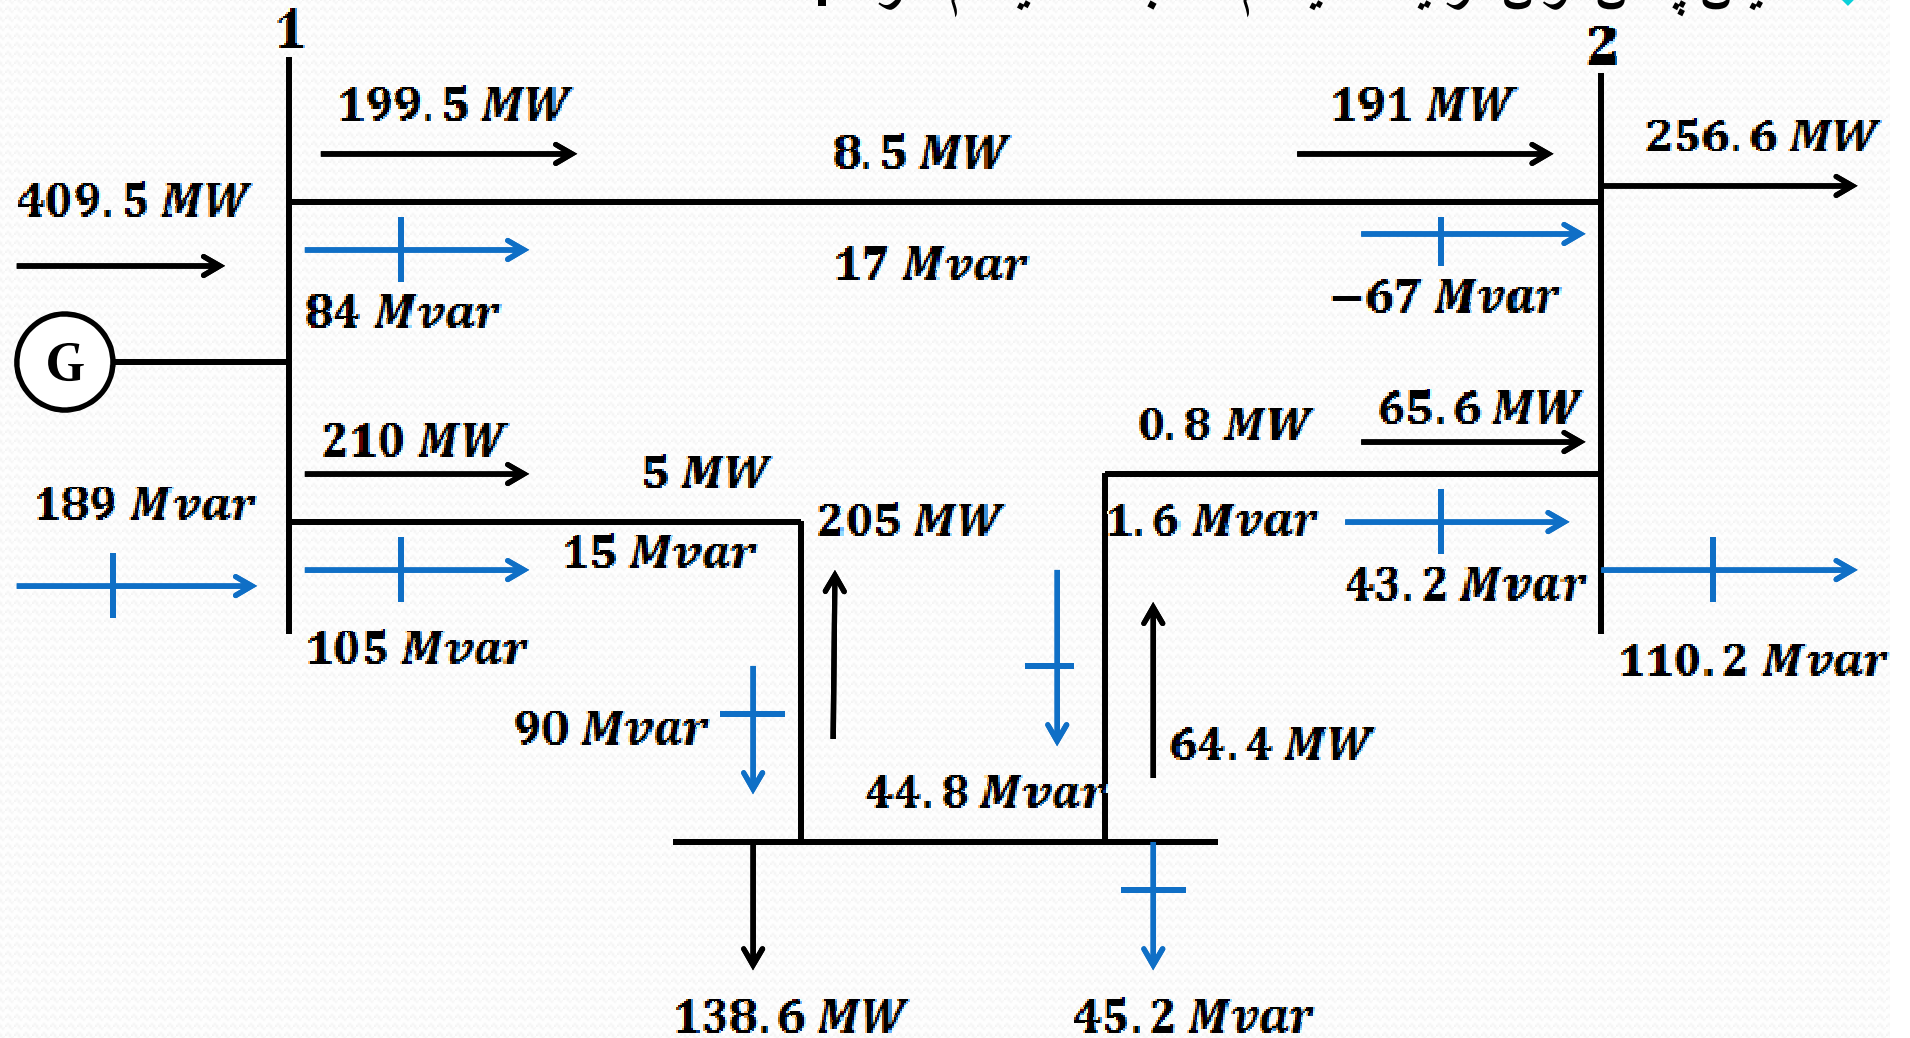 1
2
199.5 MW
191 MW
256.6 MW
8.5 MW
409.5 MW
17 Mvar
84 Mvar
−67 Mvar
G
65.6 MW
0.8 MW
210 MW
5 MW
189 Mvar
205 MW
1.6 Mvar
15 Mvar
43.2 Mvar
105 Mvar
110.2 Mvar
90 Mvar
64.4 MW
44.8 Mvar
138.6 MW
45.2 Mvar